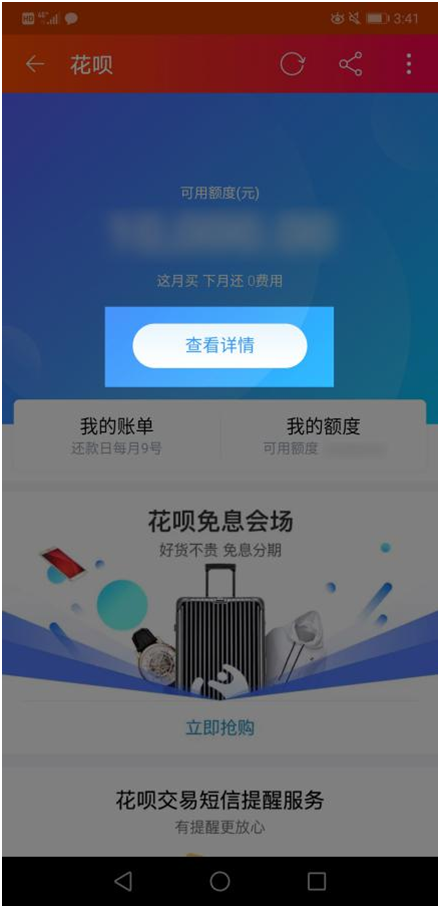 HD 3:41
花呗
可用额度(元)
这月买 下月还 0费用
查看详情
我的账单 我的额度
还款日每月9号 可用额度
花呗免息会场
好货不贵 免息分期
立即抢购
花呗交易短信提醒服务
有提醒更放心